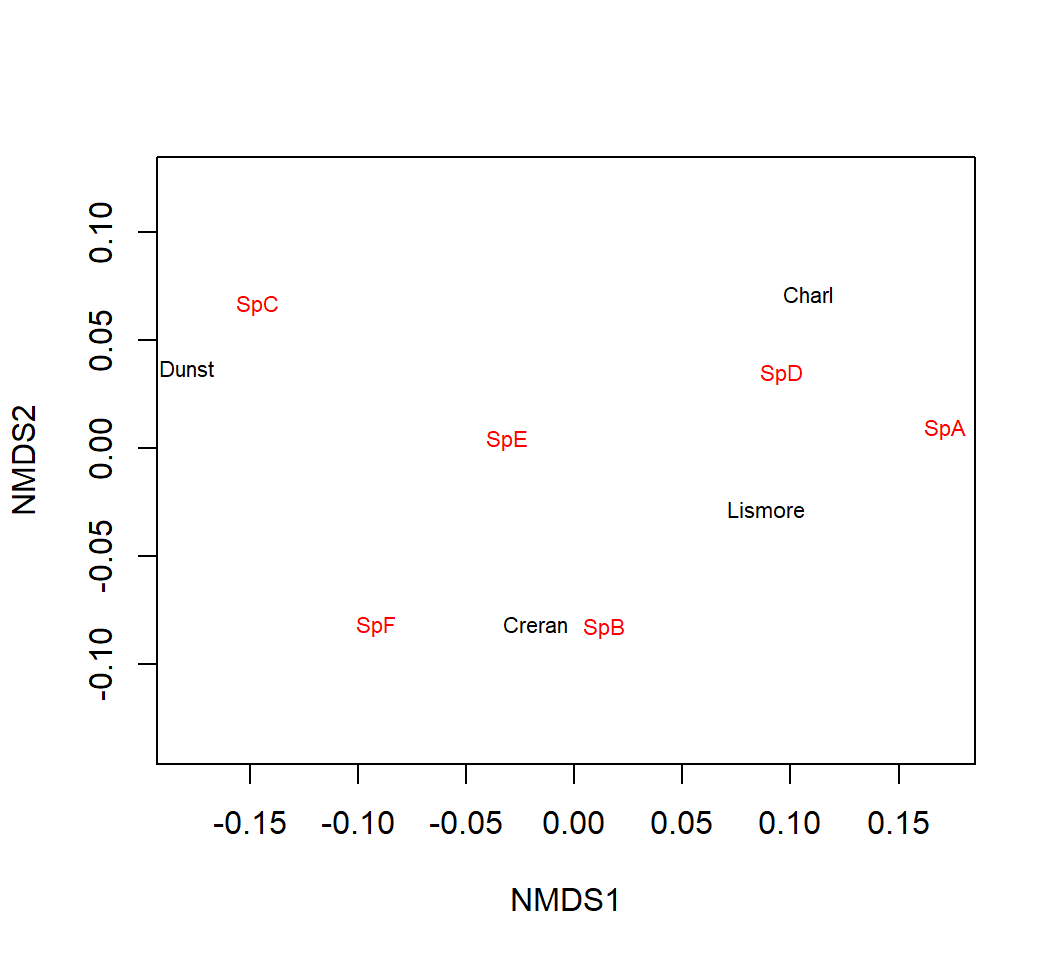 0.10
Charl
SpC
0.05
Dunst
SpD
SpA
SpE
0.00
NMDS2
Lismore
-0.05
SpF
Creran
SpB
-0.10
-0.15 -0.10 -0.05 0.00 0.05 0.10 0.15
NMDS1